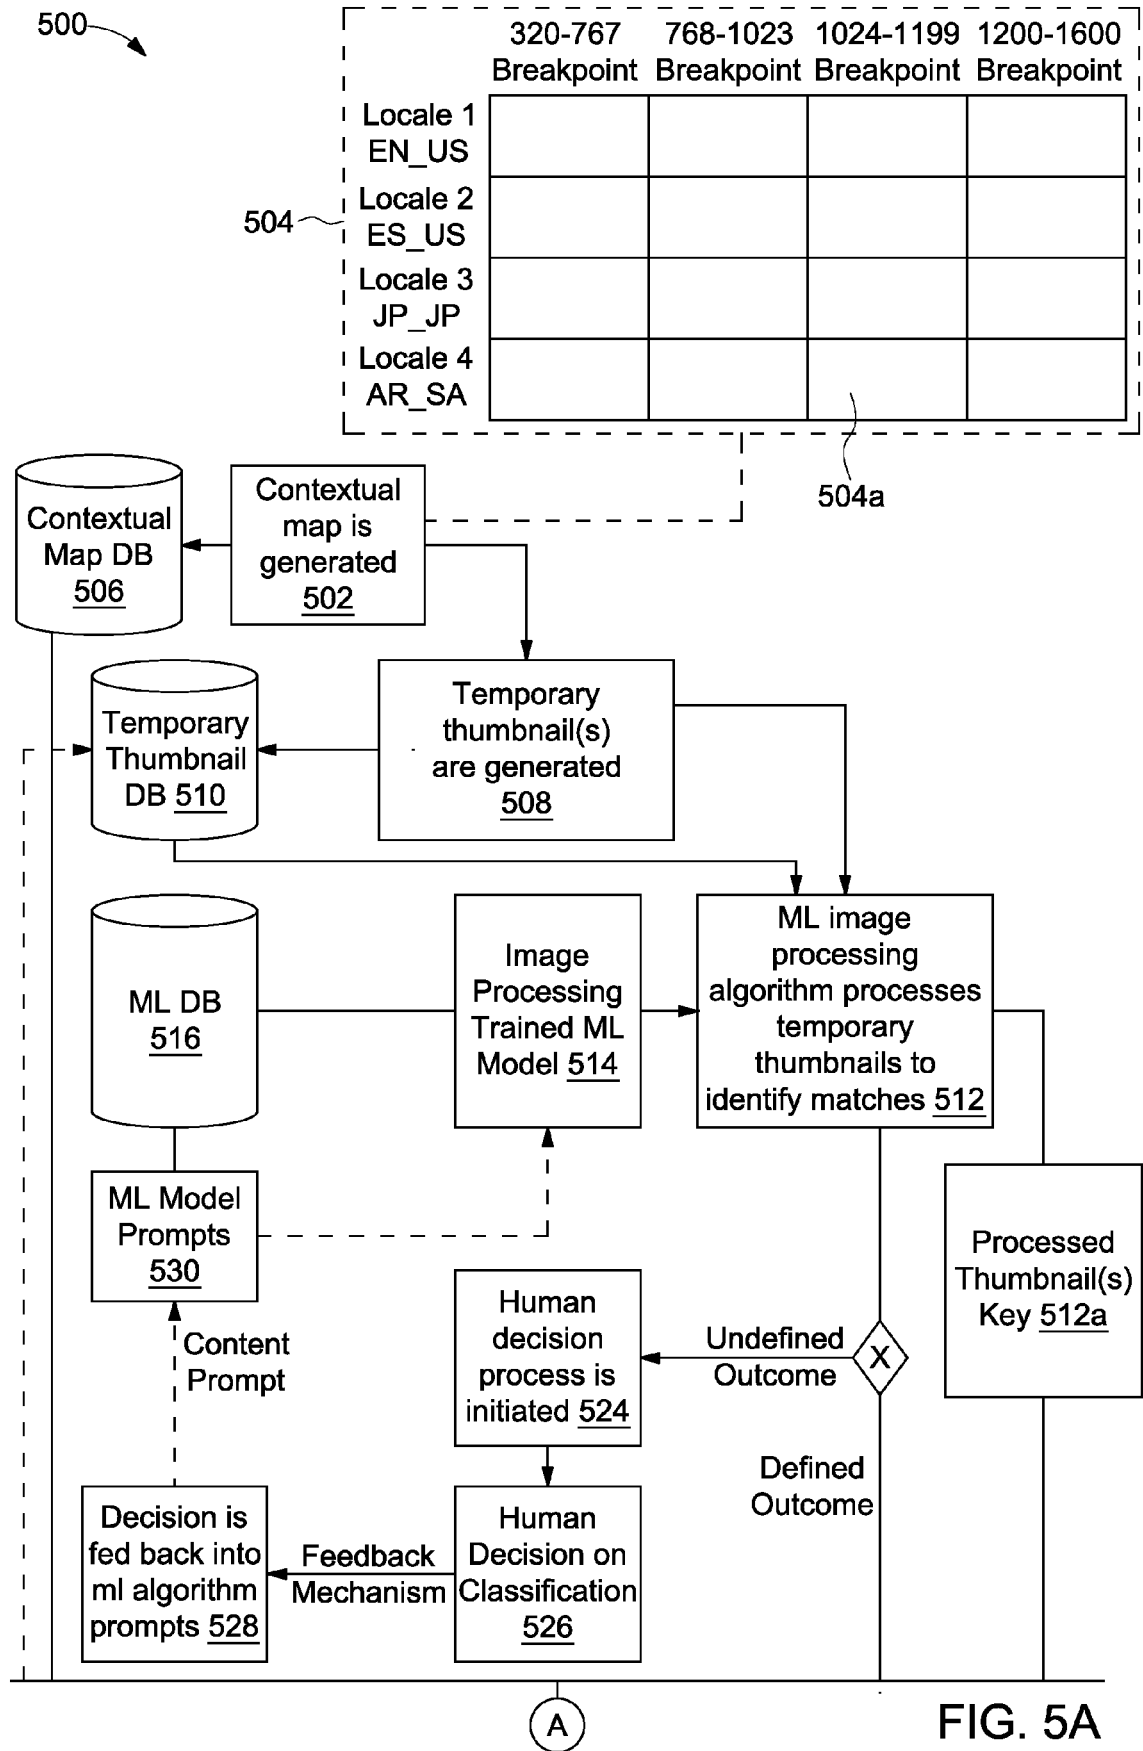 500
320-767 768-1023 1024-1199 1200-1600
Breakpoint Breakpoint Breakpoint Breakpoint
Locale 1
EN_US
Locale 2
ES_US
504
Locale 3
JP_JP
Locale 4
AR_SA
504a
Contextual
Map DB
506
Contextual
map is
generated
502
Temporary
Thumbnail
DB 510
Temporary
thumbnail(s)
are generated
508
ML DB
516
Image
Processing
Trained ML
Model 514
ML image
processing
algorithm processes
temporary
thumbnails to
identify matches 512
ML Model
Prompts
530
Processed
Thumbnail(s)
Key 512a
Content
Prompt
Human
decision
process is
initiated 524
Undefined
Outcome
X
Defined
Outcome
Decision is
fed back into
ml algorithm
prompts 528
Feedback
Mechanism
Human
Decision on
Classification
526
A
FIG. 5A